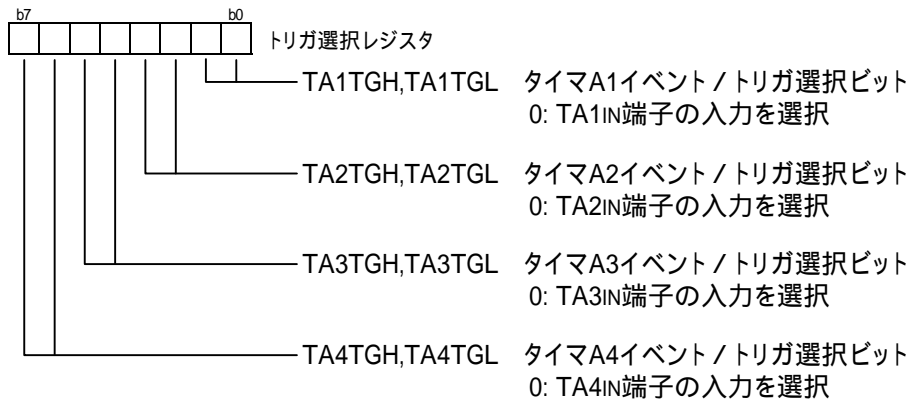 b7 b0
トリガ選択レジスタ
TA1TGH,TA1TGL タイマA1イベント / トリガ選択ビット
0: TA1IN端子の入力を選択
TA2TGH,TA2TGL タイマA2イベント / トリガ選択ビット
0: TA2IN端子の入力を選択
TA3TGH,TA3TGL タイマA3イベント / トリガ選択ビット
0: TA3IN端子の入力を選択
TA4TGH,TA4TGL タイマA4イベント / トリガ選択ビット
0: TA4IN端子の入力を選択